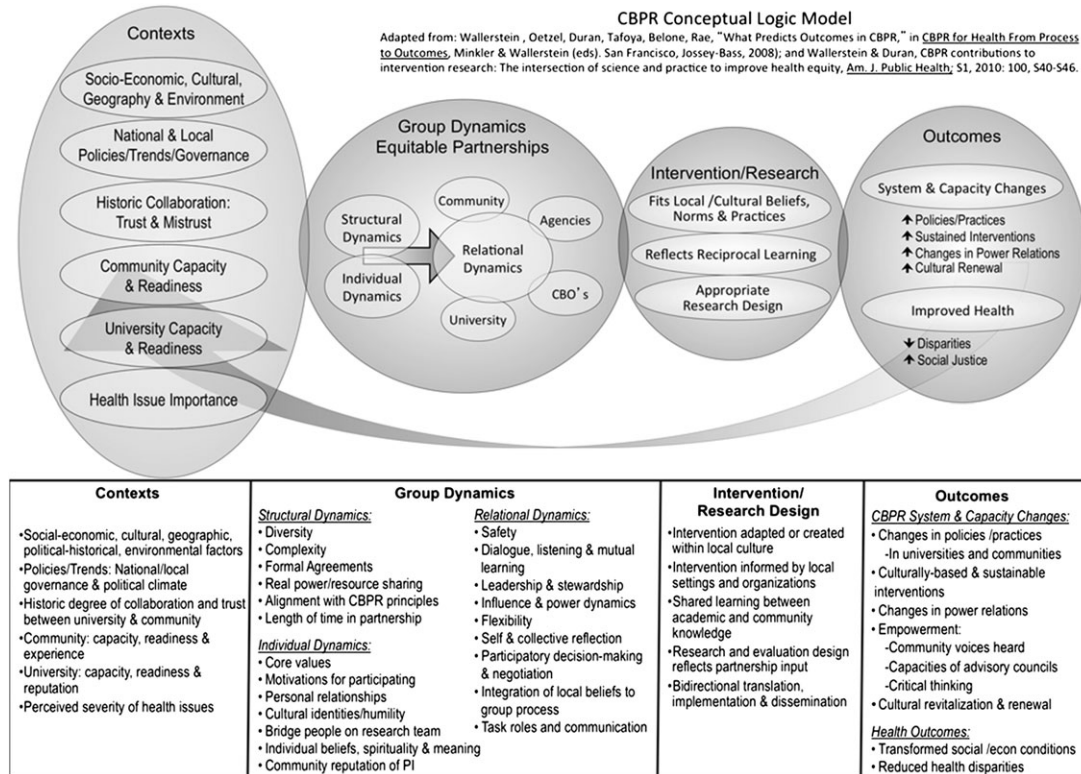 CBPR Conceptual Logic Model
Adapted from: Wallerstein , Oetzel, Duran, Tafoya, Belone, Rae, “What Predicts Outcomes in CBPR,” in CBPR for Health From Process
to Outcomes, Minkler & Wallerstein (eds). San Francisco, Jossey-Bass, 2008); and Wallerstein & Duran, CBPR contributions to
intervention research: The intersection of science and practice to improve health equity, Am. J. Public Health; S1, 2010: 100, S40-S46.
Contexts
Socio-Economic, Cultural,
Geography & Environment
National & Local
Policies/Trends/Governance
Historic Collaboration:
Trust & Mistrust
Community Capacity
& Readiness
University Capacity
& Readiness
Health Issue Importance
Group Dynamics
Equitable Partnerships
Structural
Dynamics
Individual
Dynamics
Community
Relational
Dynamics
University
Agencies
CBO's
Intervention/Research
Fits Local /Cultural Beliefs,
Norms & Practices
Reflects Reciprocal Learning
Appropriate
Research Design
Outcomes
System & Capacity Changes
↑ Policies/Practices
↑ Sustained Interventions
↑ Changes in Power Relations
↑ Cultural Renewal
Improved Health
↓ Disparities
↑ Social Justice
Contexts
•Social-economic, cultural, geographic,
political-historical, environmental factors
•Policies/Trends: National/local
governance & political climate
•Historic degree of collaboration and trust
between university & community
•Community: capacity, readiness &
experience
•University: capacity, readiness &
reputation
•Perceived severity of health issues
Group Dynamics
Structural Dynamics:
• Diversity
• Complexity
• Formal Agreements
• Real power/resource sharing
• Alignment with CBPR principles
• Length of time in partnership
Individual Dynamics:
• Core values
• Motivations for participating
• Personal relationships
• Cultural identities/humility
• Bridge people on research team
• Individual beliefs, spirituality & meaning
• Community reputation of PI
Relational Dynamics:
• Safety
• Dialogue, listening & mutual
learning
• Leadership & stewardship
• Influence & power dynamics
• Flexibility
• Self & collective reflection
• Participatory decision-making
& negotiation
• Integration of local beliefs to
group process
• Task roles and communication
Intervention/
Research Design
•Intervention adapted or created
within local culture
•Intervention informed by local
settings and organizations
•Shared learning between
academic and community
knowledge
•Research and evaluation design
reflects partnership input
•Bidirectional translation,
implementation & dissemination
Outcomes
CBPR System & Capacity Changes:
• Changes in policies /practices
-In universities and communities
• Culturally-based & sustainable
interventions
• Changes in power relations
• Empowerment:
-Community voices heard
-Capacities of advisory councils
-Critical thinking
• Cultural revitalization & renewal
Health Outcomes:
• Transformed social /econ conditions
• Reduced health disparities